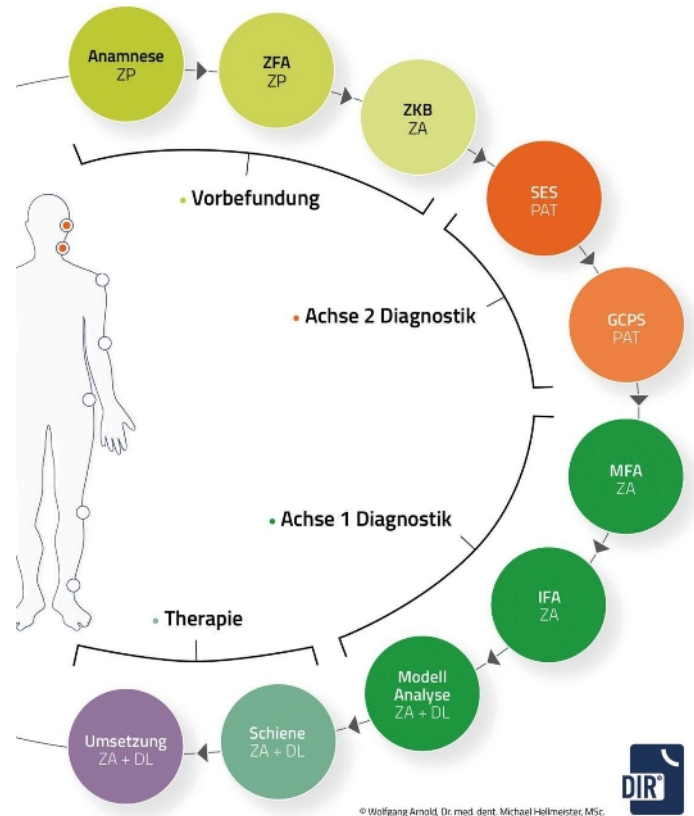 Anamnese
ZP
ZFA
ZP
ZKB
ZA
SES
PAT
GCPS
PAT
MFA
ZA
IFA
ZA
Modell
Analyse
ZA + DL
Schiene
ZA + DL
Umsetzung
ZA + DL
• Vorbefundung
• Achse 2 Diagnostik
• Achse 1 Diagnostik
• Therapie
DIR®
© Wolfgang Arnold, Dr. med. dent. Michael Hellmeister, MSc.